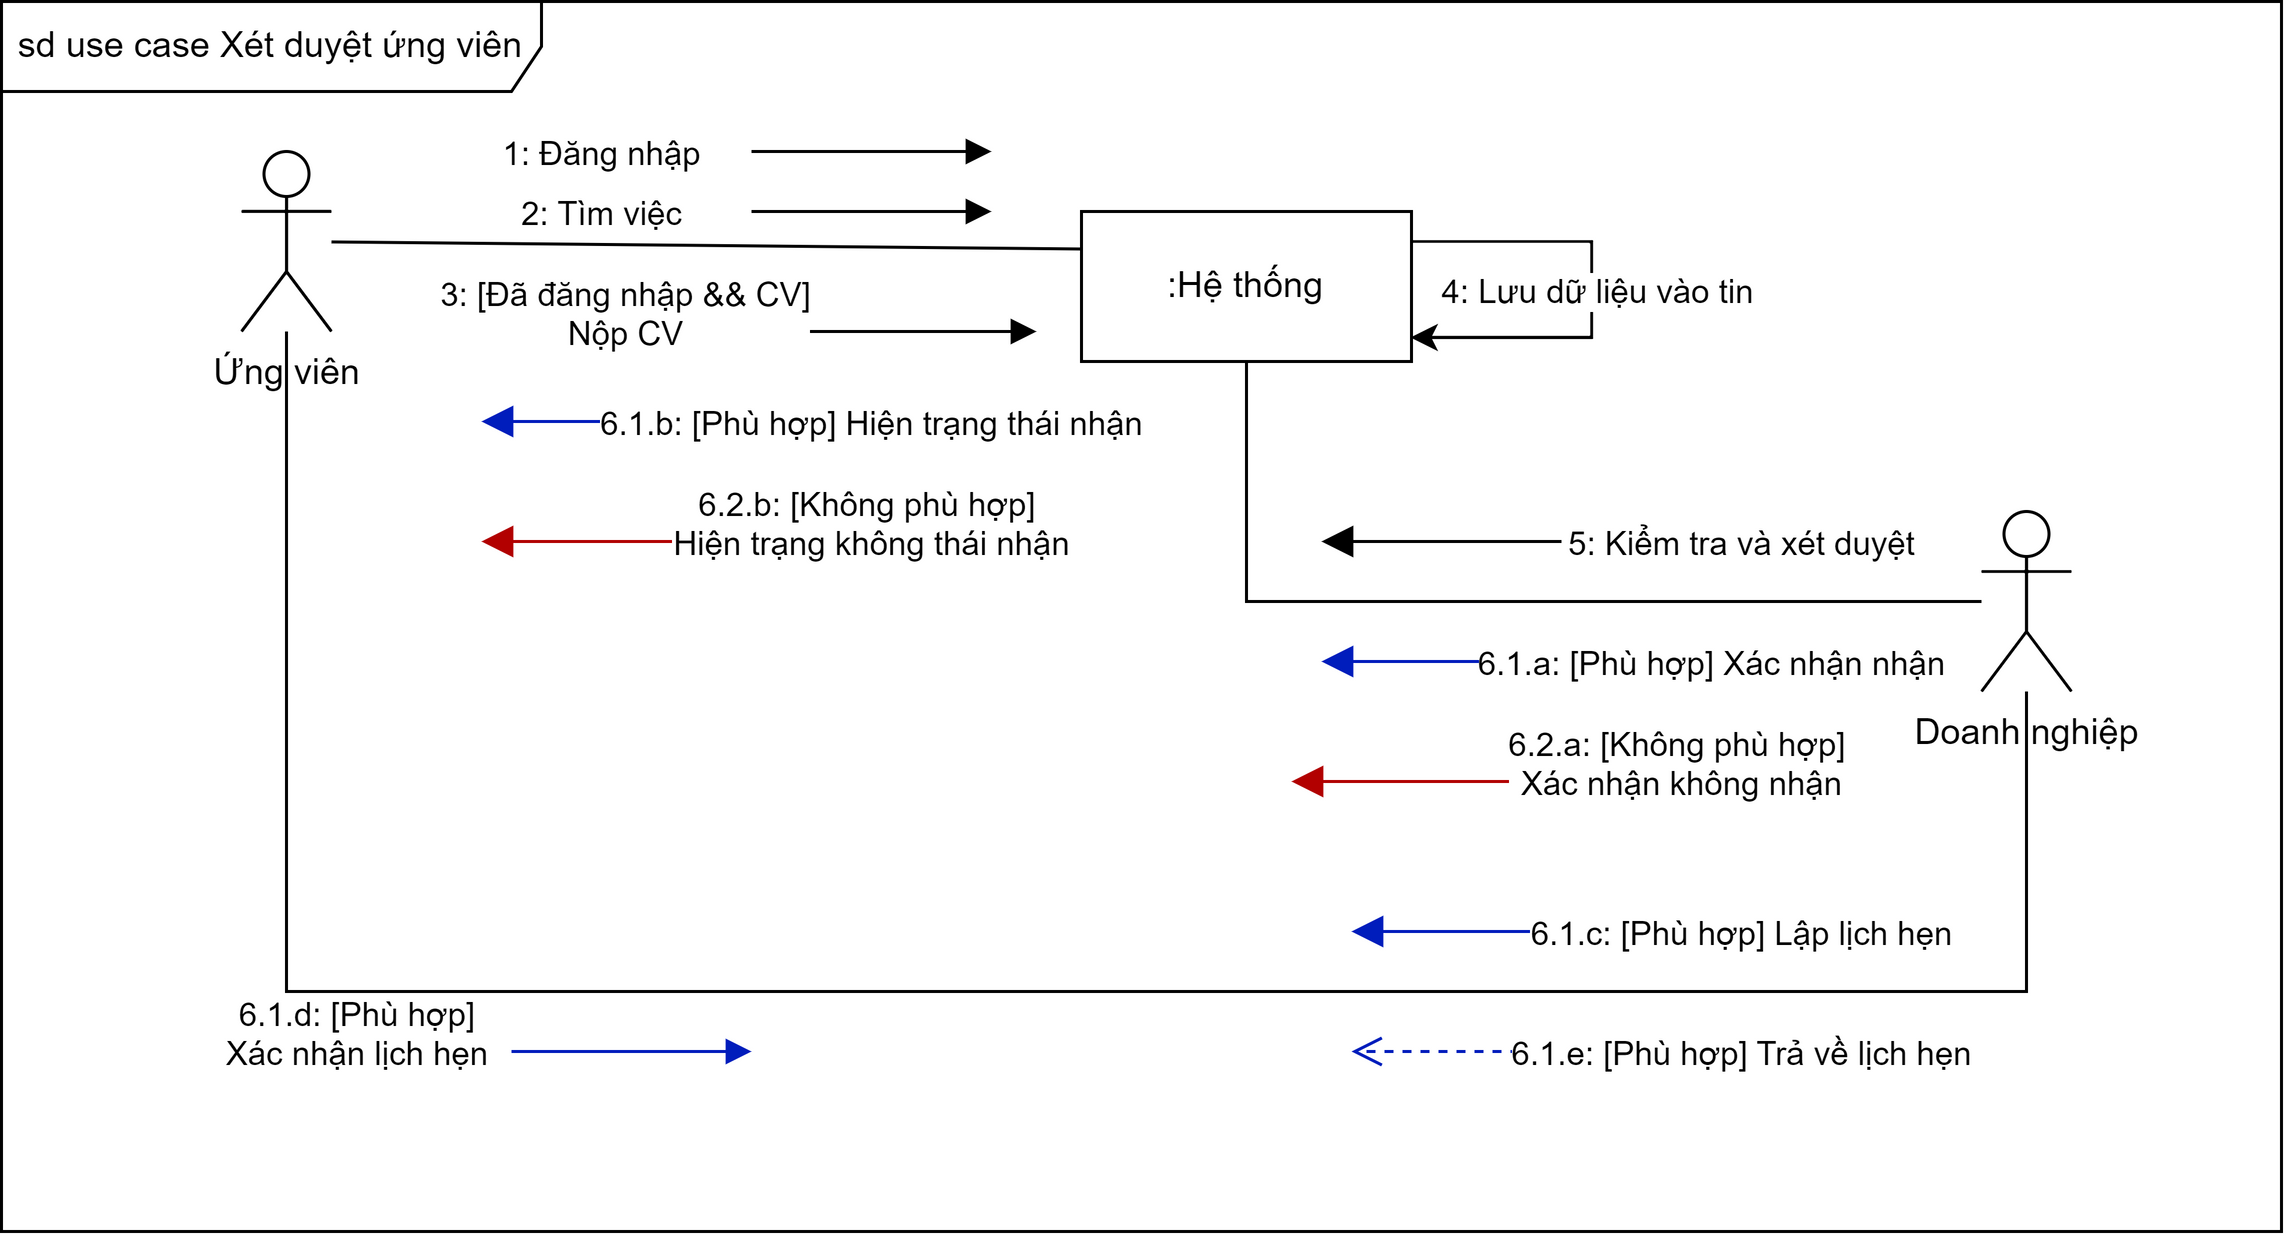 sd use case Xét duyệt ứng viên
1: Đăng nhập
2: Tìm việc
3: [Đã đăng nhập && CV]
Nộp CV
:Hệ thống
4: Lưu dữ liệu vào tin
Ứng viên
6.1.b: [Phù hợp] Hiện trạng thái nhận
6.2.b: [Không phù hợp]
Hiện trạng không thái nhận
5: Kiểm tra và xét duyệt
6.1.a: [Phù hợp] Xác nhận nhận
Doanh nghiệp
6.2.a: [Không phù hợp]
Xác nhận không nhận
6.1.c: [Phù hợp] Lập lịch hẹn
6.1.d: [Phù hợp]
Xác nhận lịch hẹn
6.1.e: [Phù hợp] Trả về lịch hẹn